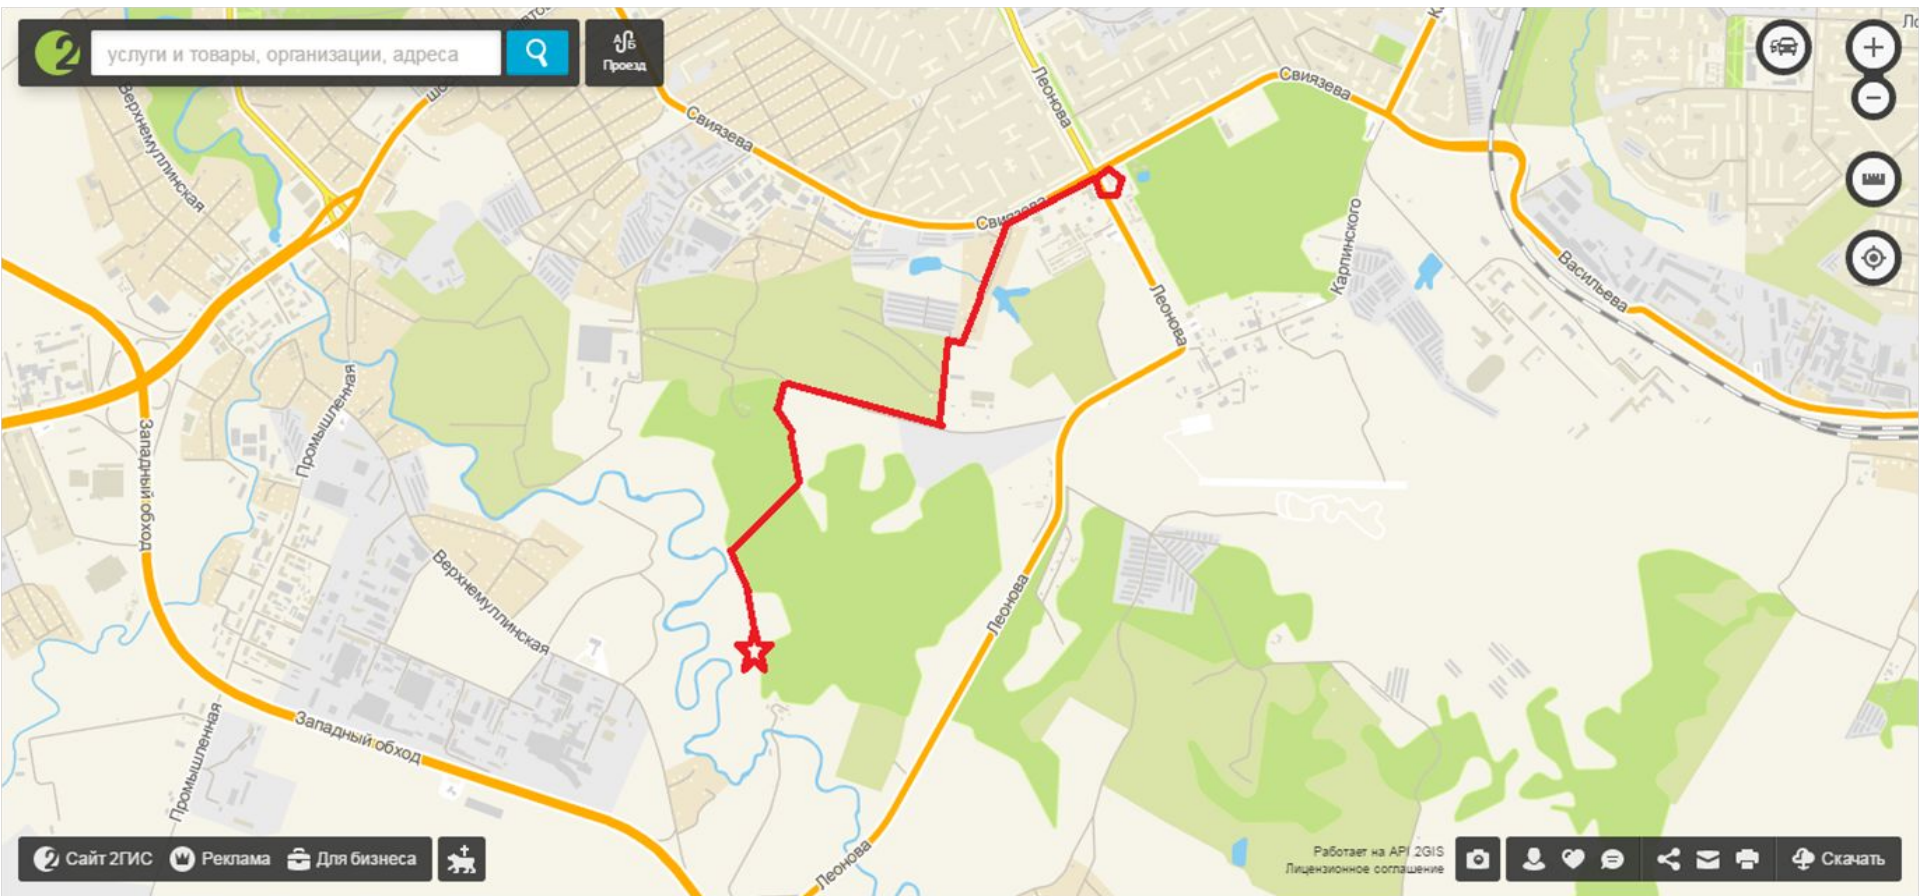 2
услуги и товары, организации, адреса
А Б
Проезд
Верхнемуллинская
Свиязева
Леонова
Свиязева
Свиязева
Карпинского
Леонова
Васильева
Промышленная
Западный обход
Верхнемуллинская
Леонова
Западный обход
Промышленная
Леонова
Сайт 2ГИС
Реклама
Для бизнеса
Работает на API 2GIS
Лицензионное соглашение
Скачать